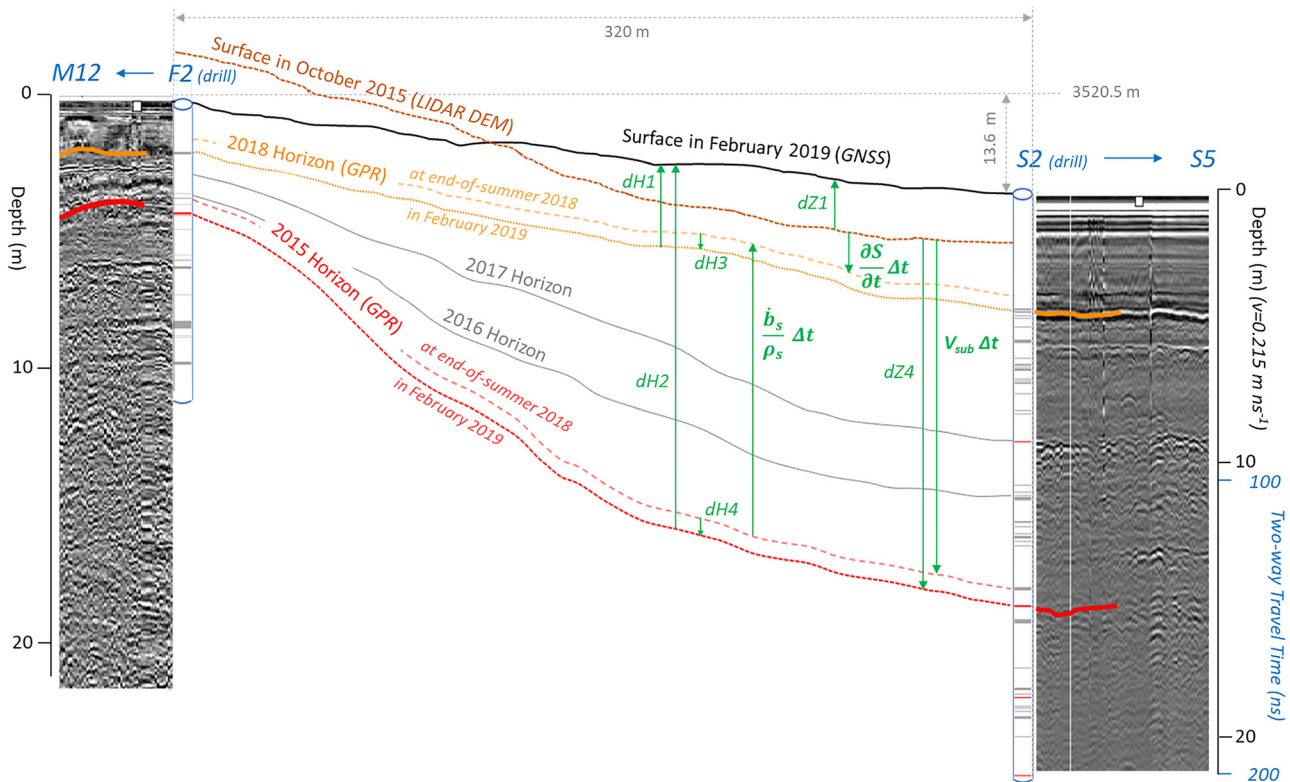 320 m
Surface in October 2015 (LIDAR DEM)
M12 ← F2 (drill)
0
3520.5 m
13.6 m
Surface in February 2019 (GNSS)
S2 (drill) → S5
2018 Horizon (GPR)
at end-of-summer 2018
in February 2019
dH1
dZ1
0
Depth (m)
dH3
∂S
∂t
Δt
2015 Horizon (GPR)
2017 Horizon
2016 Horizon
ḃs
ρs
Δt
Vsub Δt
10
dH2
dZ4
at end-of-summer 2018
in February 2019
Depth (m) (v=0.215 m ns-1)
10
100
dH4
Two-way Travel Time (ns)
20
20
200